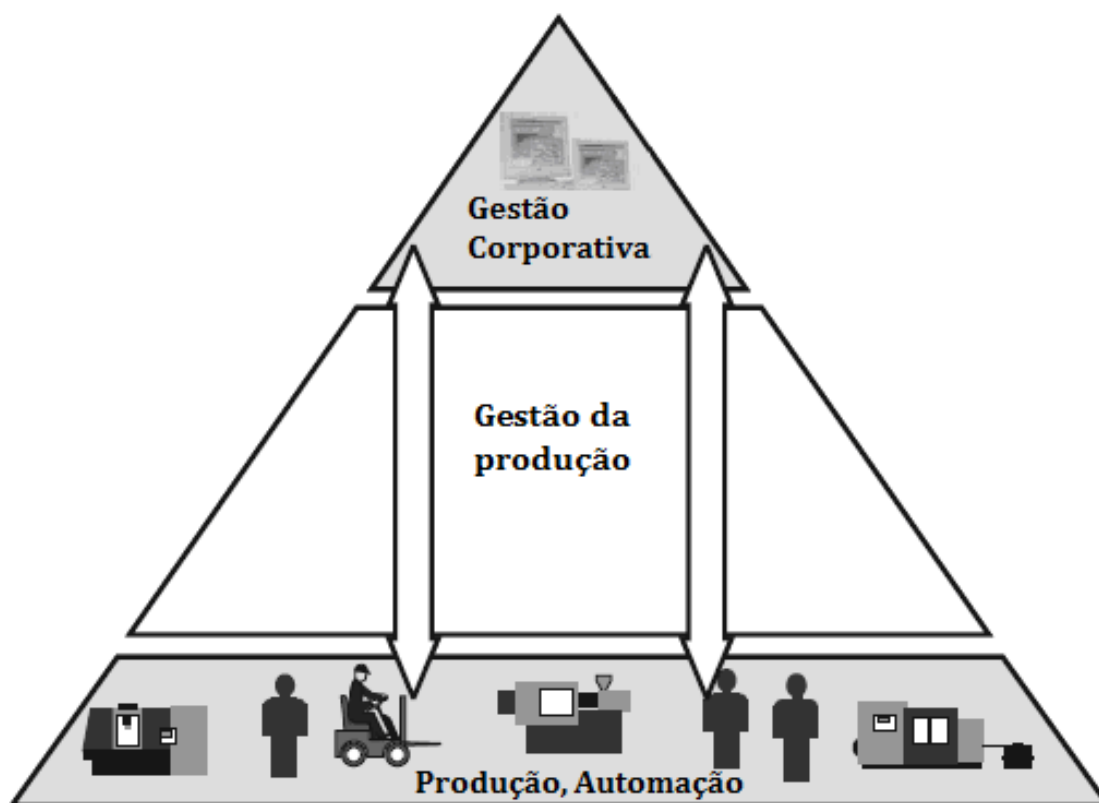 Gestão
Corporativa
Gestão da
produção
Produção, Automação